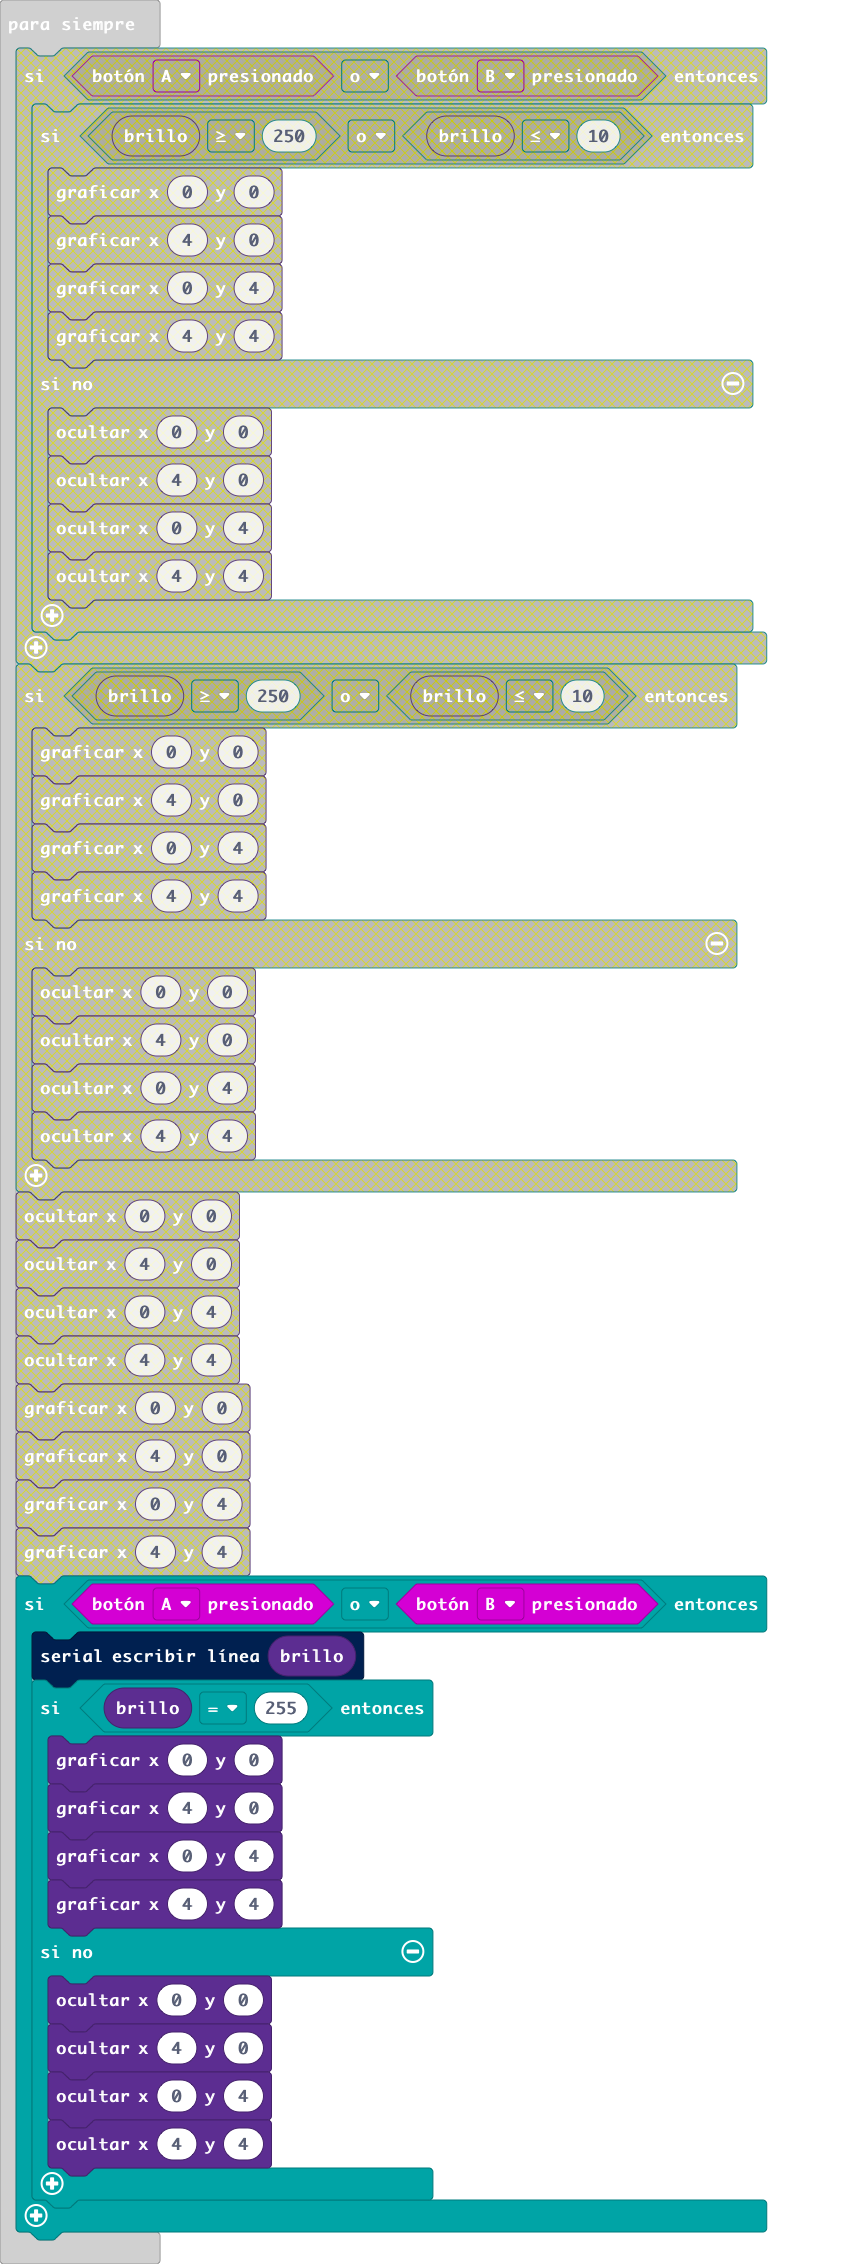 para siempre
si botón A presionado o botón B presionado entonces
si brillo ≥ 250 o brillo ≤ 10 entonces
graficar x 0 y 0
graficar x 4 y 0
graficar x 0 y 4
graficar x 4 y 4
si no
ocultar x 0 y 0
ocultar x 4 y 0
ocultar x 0 y 4
ocultar x 4 y 4
si brillo ≥ 250 o brillo ≤ 10 entonces
graficar x 0 y 0
graficar x 4 y 0
graficar x 0 y 4
graficar x 4 y 4
si no
ocultar x 0 y 0
ocultar x 4 y 0
ocultar x 0 y 4
ocultar x 4 y 4
ocultar x 0 y 0
ocultar x 4 y 0
ocultar x 0 y 4
ocultar x 4 y 4
graficar x 0 y 0
graficar x 4 y 0
graficar x 0 y 4
graficar x 4 y 4
si botón A presionado o botón B presionado entonces
serial escribir línea brillo
si brillo = 255 entonces
graficar x 0 y 0
graficar x 4 y 0
graficar x 0 y 4
graficar x 4 y 4
si no
ocultar x 0 y 0
ocultar x 4 y 0
ocultar x 0 y 4
ocultar x 4 y 4